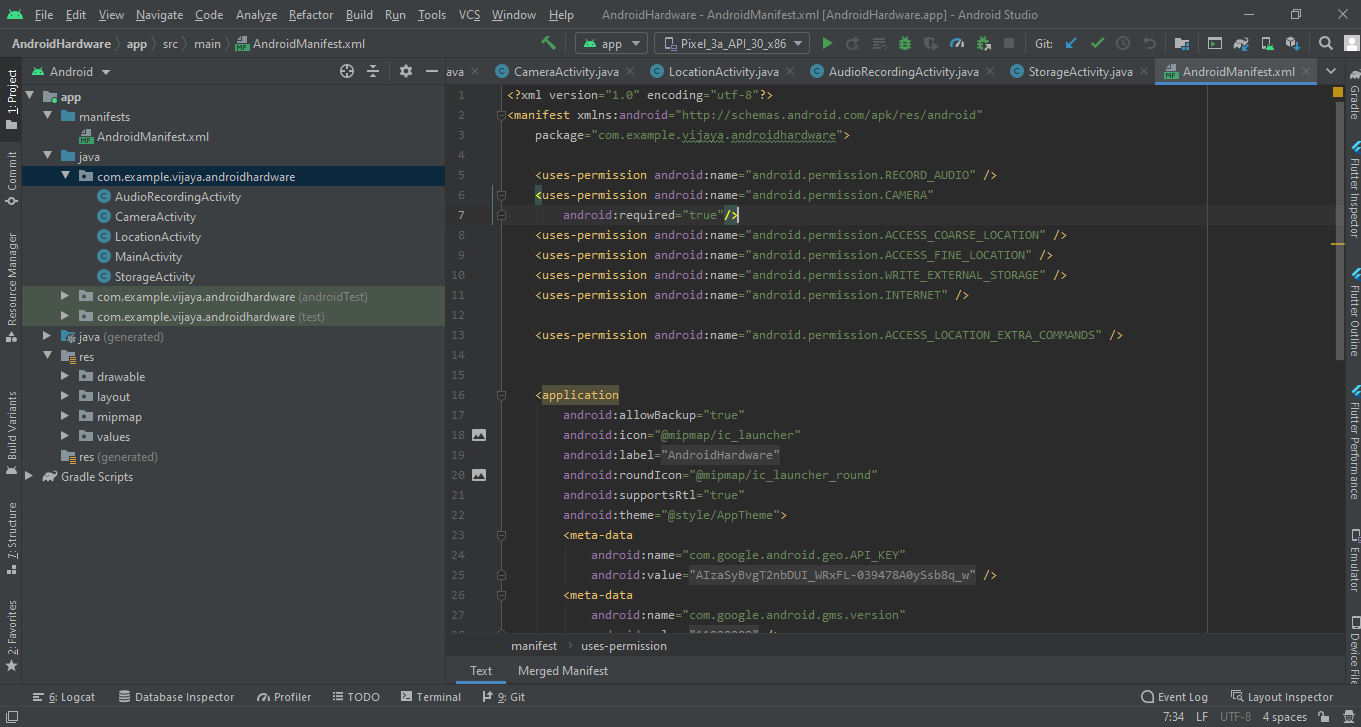 File Edit View Navigate Code Analyze Refactor Build Run Tools VCS Window Help AndroidHardware - AndroidManifest.xml [AndroidHardware.app] - Android Studio
AndroidHardware app src main AndroidManifest.xml app Pixel_3a_API_30_x86 Git:
Android
ava CameraActivity.java LocationActivity.java AudioRecordingActivity.java StorageActivity.java AndroidManifest.xml
1: Project
Commit
Resource Manager
Build Variants
7: Structure
2: Favorites
app
manifests
AndroidManifest.xml
java
com.example.vijaya.androidhardware
AudioRecordingActivity
CameraActivity
LocationActivity
MainActivity
StorageActivity
com.example.vijaya.androidhardware (androidTest)
com.example.vijaya.androidhardware (test)
java (generated)
res
drawable
layout
mipmap
values
res (generated)
Gradle Scripts
1 <?xml version="1.0" encoding="utf-8"?>
2 <manifest xmlns:android="http://schemas.android.com/apk/res/android"
3 package="com.example.vijaya.androidhardware">
4
5 <uses-permission android:name="android.permission.RECORD_AUDIO" />
6 <uses-permission android:name="android.permission.CAMERA"
7 android:required="true"/>
8 <uses-permission android:name="android.permission.ACCESS_COARSE_LOCATION" />
9 <uses-permission android:name="android.permission.ACCESS_FINE_LOCATION" />
10 <uses-permission android:name="android.permission.WRITE_EXTERNAL_STORAGE" />
11 <uses-permission android:name="android.permission.INTERNET" />
12
13 <uses-permission android:name="android.permission.ACCESS_LOCATION_EXTRA_COMMANDS" />
14
15
16 <application
17 android:allowBackup="true"
18 android:icon="@mipmap/ic_launcher"
19 android:label="AndroidHardware"
20 android:roundIcon="@mipmap/ic_launcher_round"
21 android:supportsRtl="true"
22 android:theme="@style/AppTheme">
23 <meta-data
24 android:name="com.google.android.geo.API_KEY"
25 android:value="AIzaSyBvgT2nbDUI_WRxFL-039478A0ySsb8q_w" />
26 <meta-data
27 android:name="com.google.android.gms.version"
Gradle
Flutter Inspector
Flutter Outline
Flutter Performance
Emulator
Device File
manifest uses-permission
Text Merged Manifest
6: Logcat Database Inspector Profiler TODO Terminal 9: Git Event Log Layout Inspector
7:34 LF UTF-8 4 spaces